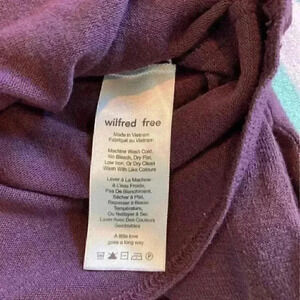 wilfred free
Made in Vietnam
Fabriqué au Vietnam
Machine Wash Cold,
No Bleach, Dry Flat,
Low Iron, Or Dry Clean
Wash With Like Colours
Laver À La Machine
À L'eau Froide,
Pas De Blanchiment,
Sécher À Plat,
Repasser À Basse
Température,
Ou Nettoyer À Sec
Laver Avec Des Couleurs
Semblables
A little love
goes a long way